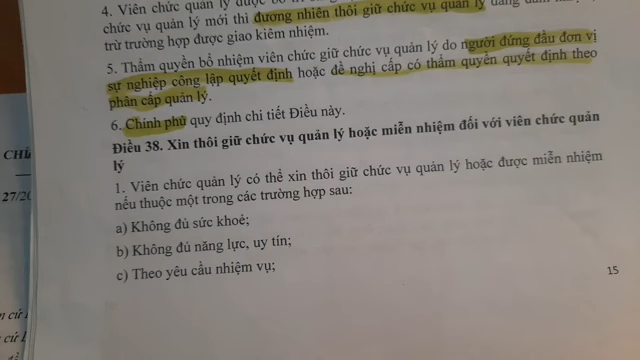 4. Viên chức quản lý được
chức vụ quản lý mới thì đương nhiên thôi giữ chức vụ quản lý đang
trừ trường hợp được giao kiêm nhiệm.
5. Thẩm quyền bổ nhiệm viên chức giữ chức vụ quản lý do người đứng đầu đơn vị
sự nghiệp công lập quyết định hoặc đề nghị cấp có thẩm quyền quyết định theo
phân cấp quản lý.
6. Chính phủ quy định chi tiết Điều này.
Điều 38. Xin thôi giữ chức vụ quản lý hoặc miễn nhiệm đối với viên chức quản
lý
1. Viên chức quản lý có thể xin thôi giữ chức vụ quản lý hoặc được miễn nhiệm
nếu thuộc một trong các trường hợp sau:
a) Không đủ sức khoẻ;
b) Không đủ năng lực, uy tín;
c) Theo yêu cầu nhiệm vụ;
15
CHÍ
27/20
cứ
cứ